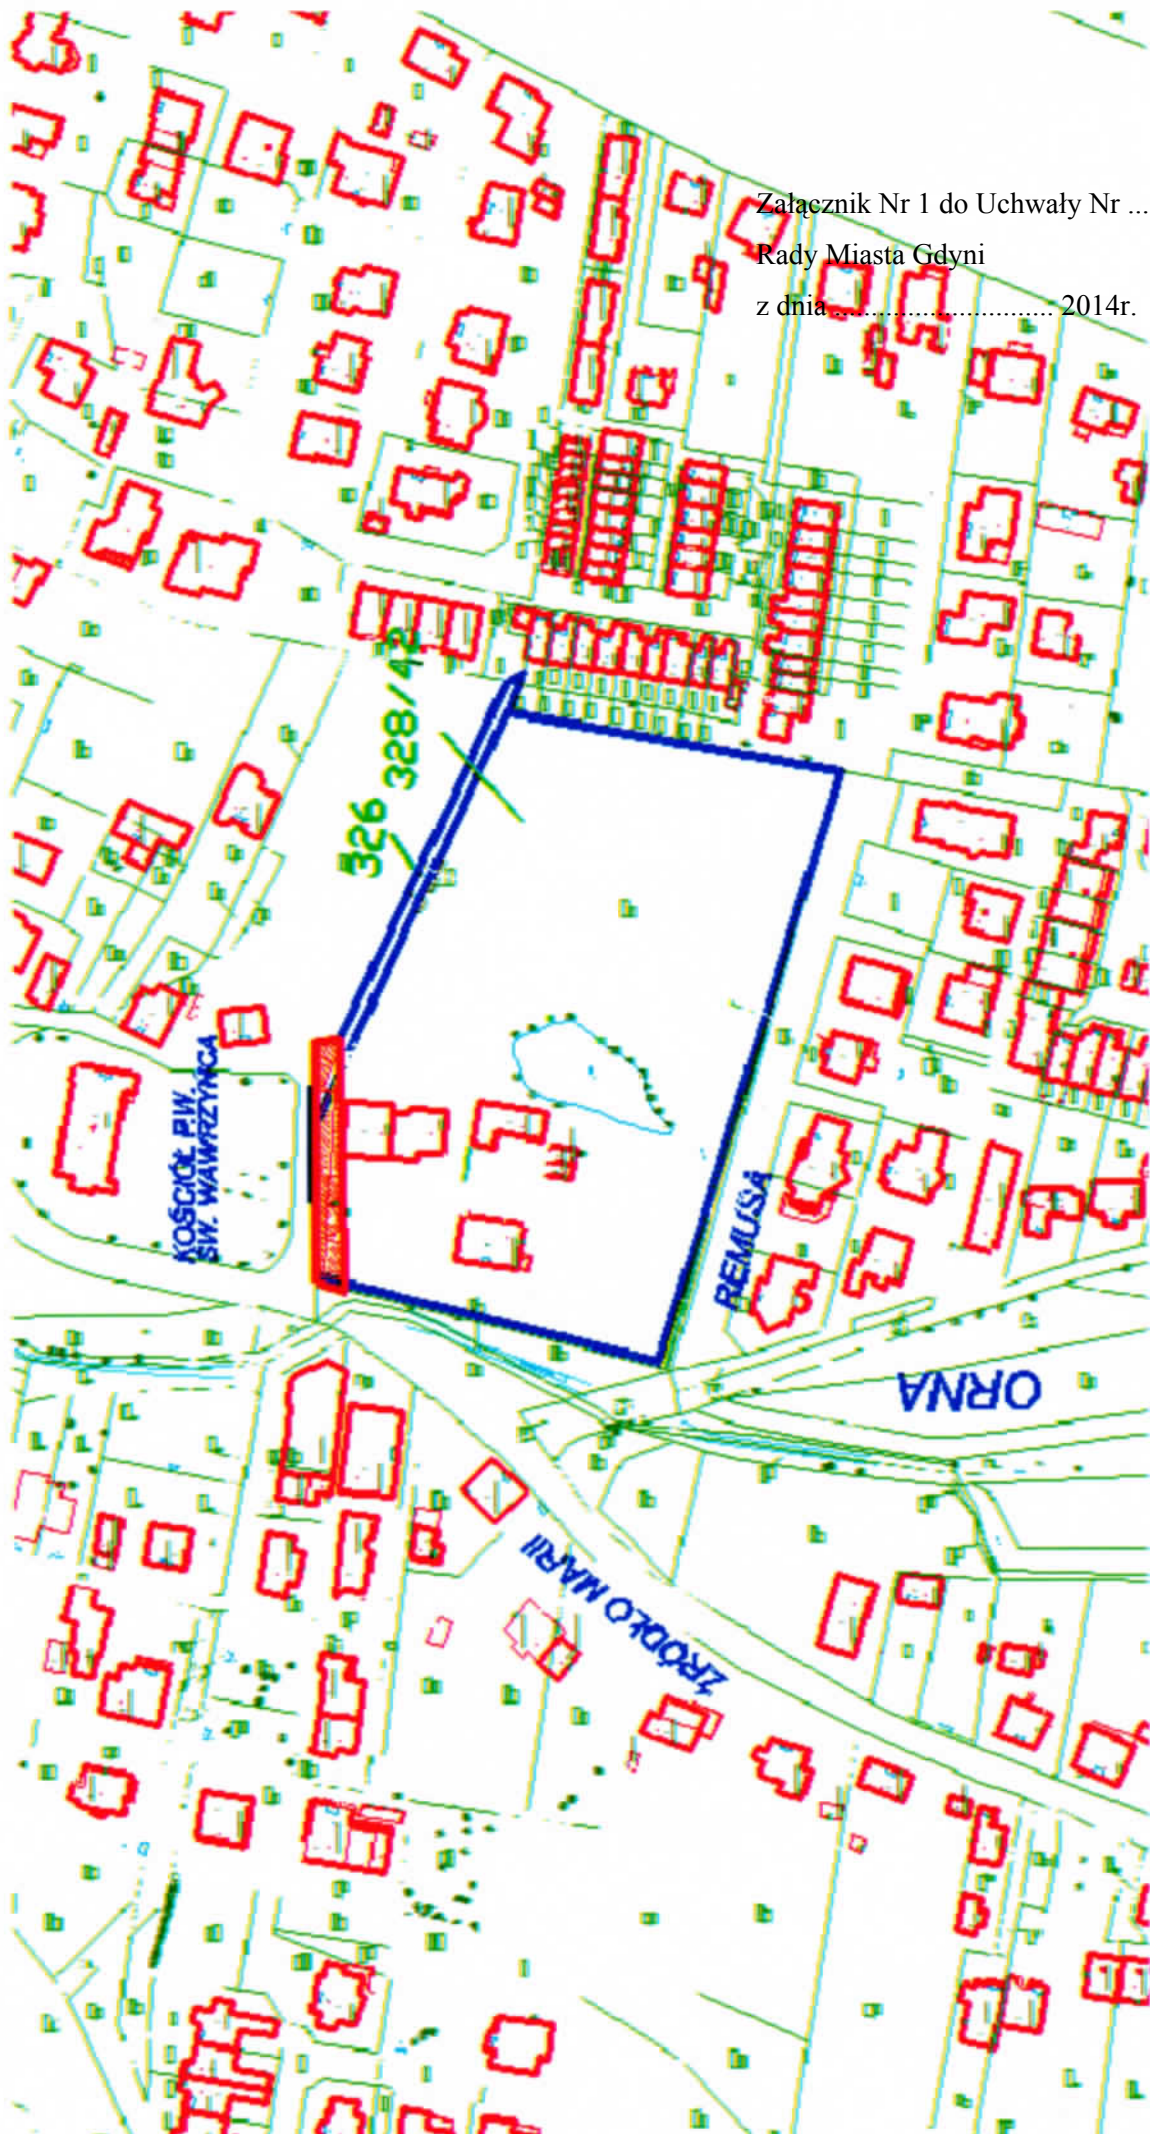 Załącznik Nr 1 do Uchwały Nr ...
Rady Miasta Gdyni
z dnia ............................ 2014r.
328/42
326
KOŚCIÓŁ P.W.
ŚW. WAWRZYŃCA
REMUSA
ORNA
ŹRÓDŁO MARII